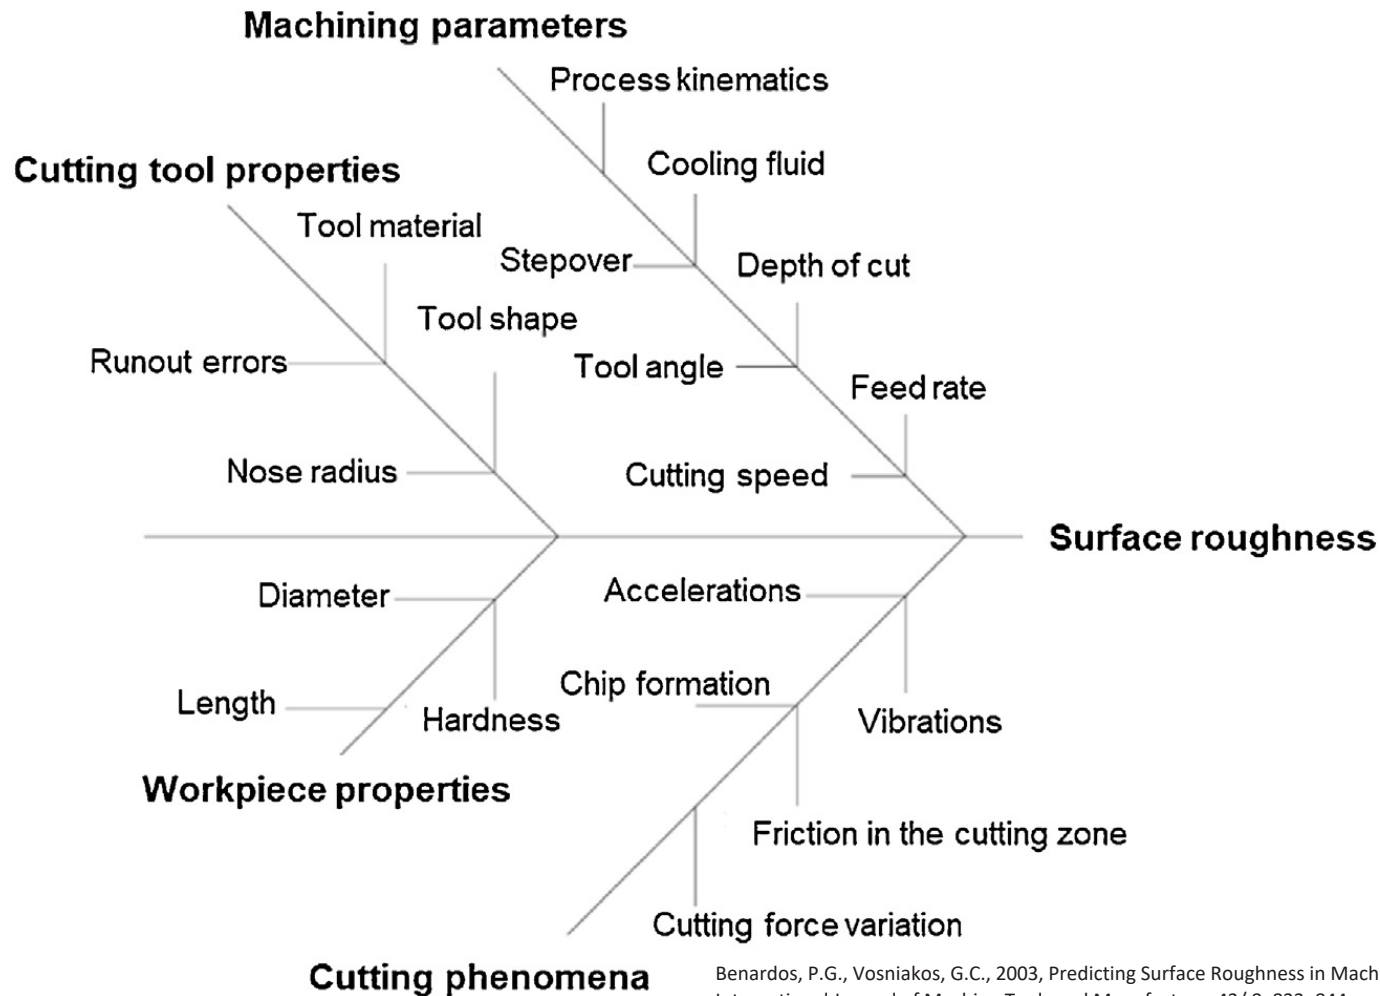 Machining parameters
Process kinematics
Cooling fluid
Stepover
Depth of cut
Tool angle
Feed rate
Cutting speed
Cutting tool properties
Tool material
Tool shape
Runout errors
Nose radius
Surface roughness
Diameter
Length
Hardness
Workpiece properties
Accelerations
Chip formation
Vibrations
Friction in the cutting zone
Cutting force variation
Cutting phenomena
Benardos, P.G., Vosniakos, G.C., 2003, Predicting Surface Roughness in Mach